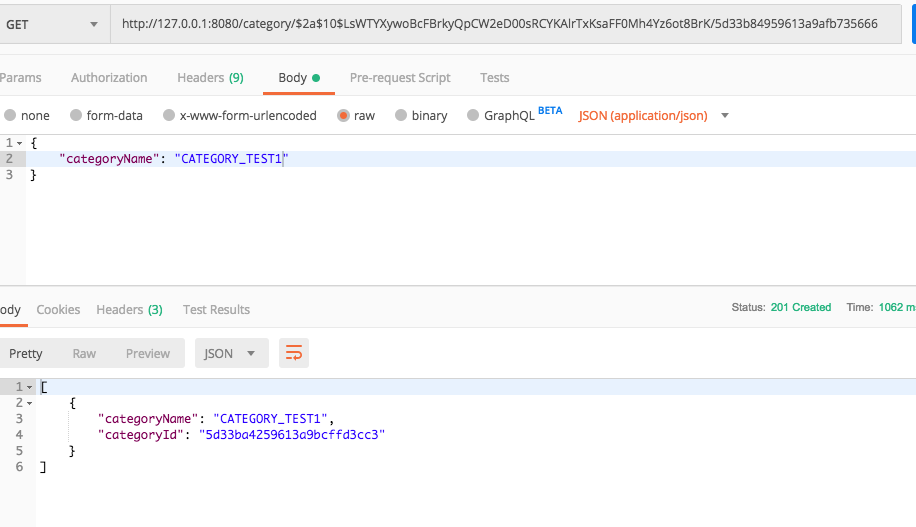 GET http://127.0.0.1:8080/category/$2a$10$LsWTYXywoBcFBrkyQpCW2eD00sRCYKAlrTxKsaFF0Mh4Yz6ot8BrK/5d33b84959613a9afb735666
Params Authorization Headers (9) Body Pre-request Script Tests
none form-data x-www-form-urlencoded raw binary GraphQL BETA JSON (application/json)
1 {
2 "categoryName": "CATEGORY_TEST1"
3 }
ody Cookies Headers (3) Test Results Status: 201 Created Time: 1062 m
Pretty Raw Preview JSON
1 [
2 {
3 "categoryName": "CATEGORY_TEST1",
4 "categoryId": "5d33ba4259613a9bcffd3cc3"
5 }
6 ]